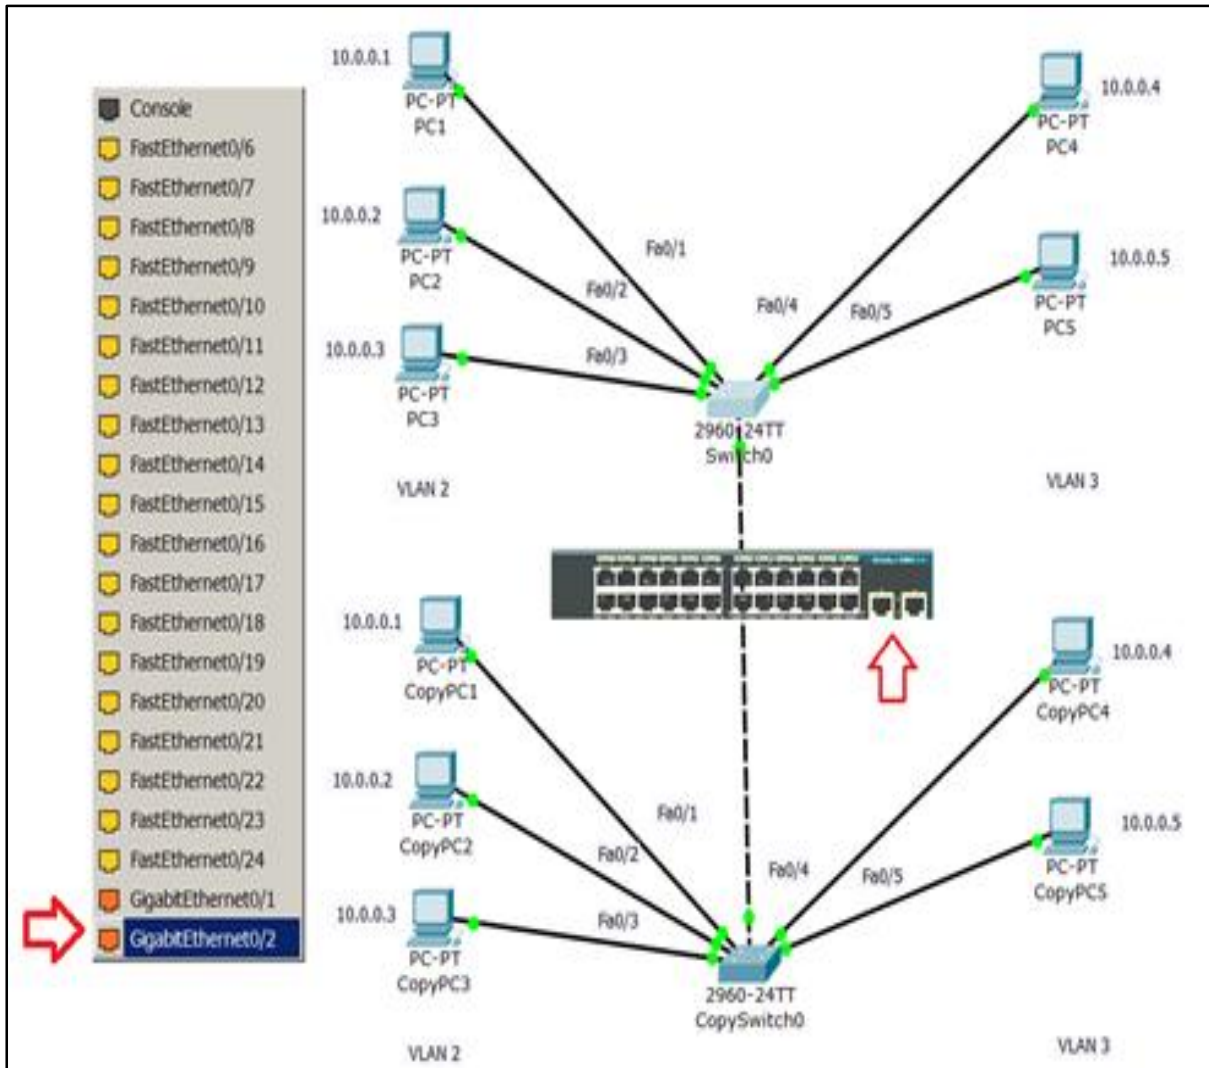 Console
FastEthernet0/6
FastEthernet0/7
FastEthernet0/8
FastEthernet0/9
FastEthernet0/10
FastEthernet0/11
FastEthernet0/12
FastEthernet0/13
FastEthernet0/14
FastEthernet0/15
FastEthernet0/16
FastEthernet0/17
FastEthernet0/18
FastEthernet0/19
FastEthernet0/20
FastEthernet0/21
FastEthernet0/22
FastEthernet0/23
FastEthernet0/24
GigabitEthernet0/1
GigabitEthernet0/2
10.0.0.1
PC-PT
PC1
10.0.0.2
PC-PT
PC2
10.0.0.3
PC-PT
PC3
VLAN 2
Fa0/1
Fa0/2
Fa0/3
Fa0/4
Fa0/5
10.0.0.4
PC-PT
PC4
10.0.0.5
PC-PT
PC5
2960-24TT
Switch0
VLAN 3
10.0.0.1
PC-PT
CopyPC1
10.0.0.2
PC-PT
CopyPC2
10.0.0.3
PC-PT
CopyPC3
VLAN 2
Fa0/1
Fa0/2
Fa0/3
Fa0/4
Fa0/5
10.0.0.4
PC-PT
CopyPC4
10.0.0.5
PC-PT
CopyPC5
2960-24TT
CopySwitch0
VLAN 3